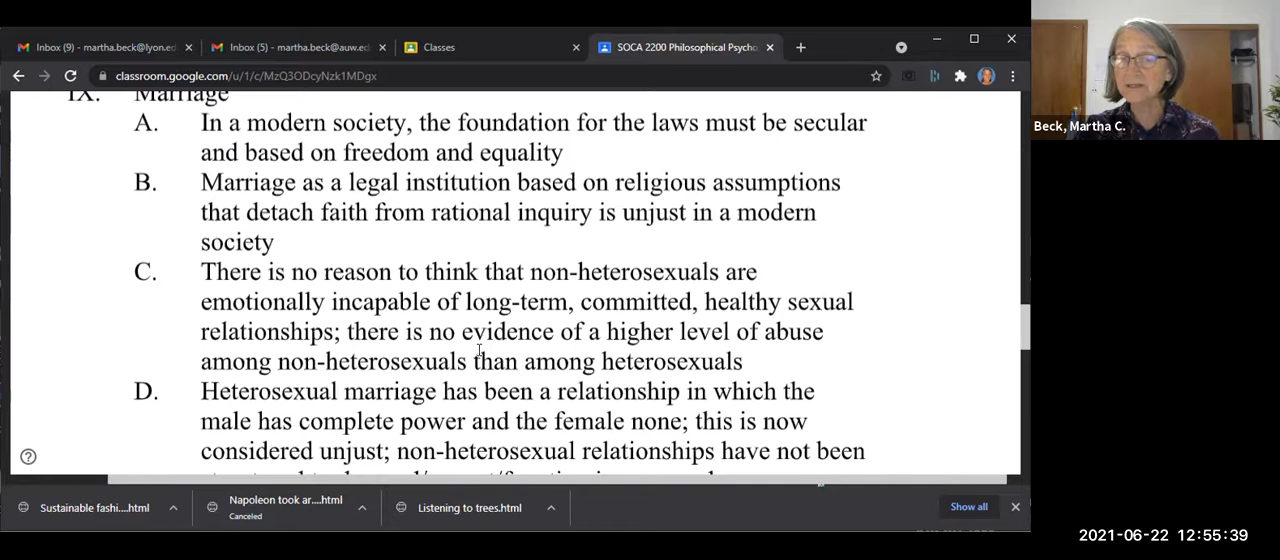 Inbox (9) - martha.beck@lyon.ed
Inbox (5) - martha.beck@auw.ed
Classes
SOCA 2200 Philosophical Psycho
classroom.google.com/u/1/c/MzQ3ODcyNzk1MDgx
IX. Marriage
A. In a modern society, the foundation for the laws must be secular
and based on freedom and equality
B. Marriage as a legal institution based on religious assumptions
that detach faith from rational inquiry is unjust in a modern
society
C. There is no reason to think that non-heterosexuals are
emotionally incapable of long-term, committed, healthy sexual
relationships; there is no evidence of a higher level of abuse
among non-heterosexuals than among heterosexuals
D. Heterosexual marriage has been a relationship in which the
male has complete power and the female none; this is now
considered unjust; non-heterosexual relationships have not been
Beck, Martha C.
Sustainable fashi....html
Napoleon took ar....html
Canceled
Listening to trees.html
Show all
2021-06-22 12:55:39